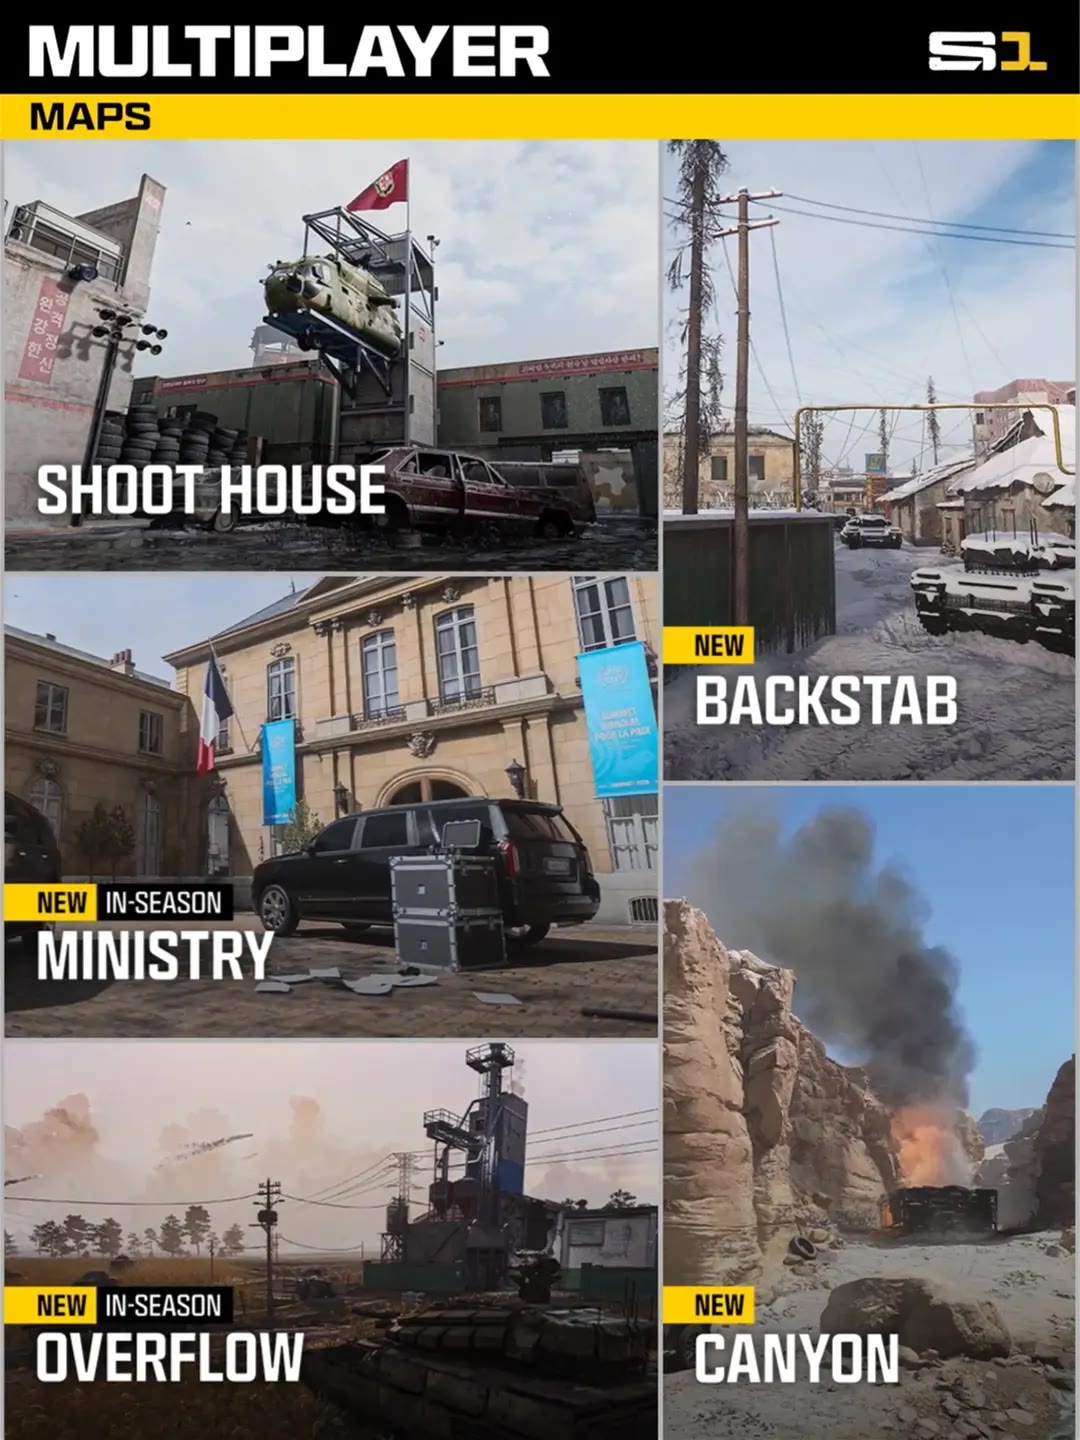 MULTIPLAYER
S1
MAPS
SHOOT HOUSE
NEW
BACKSTAB
NEW IN-SEASON
MINISTRY
NEW IN-SEASON
OVERFLOW
NEW
CANYON